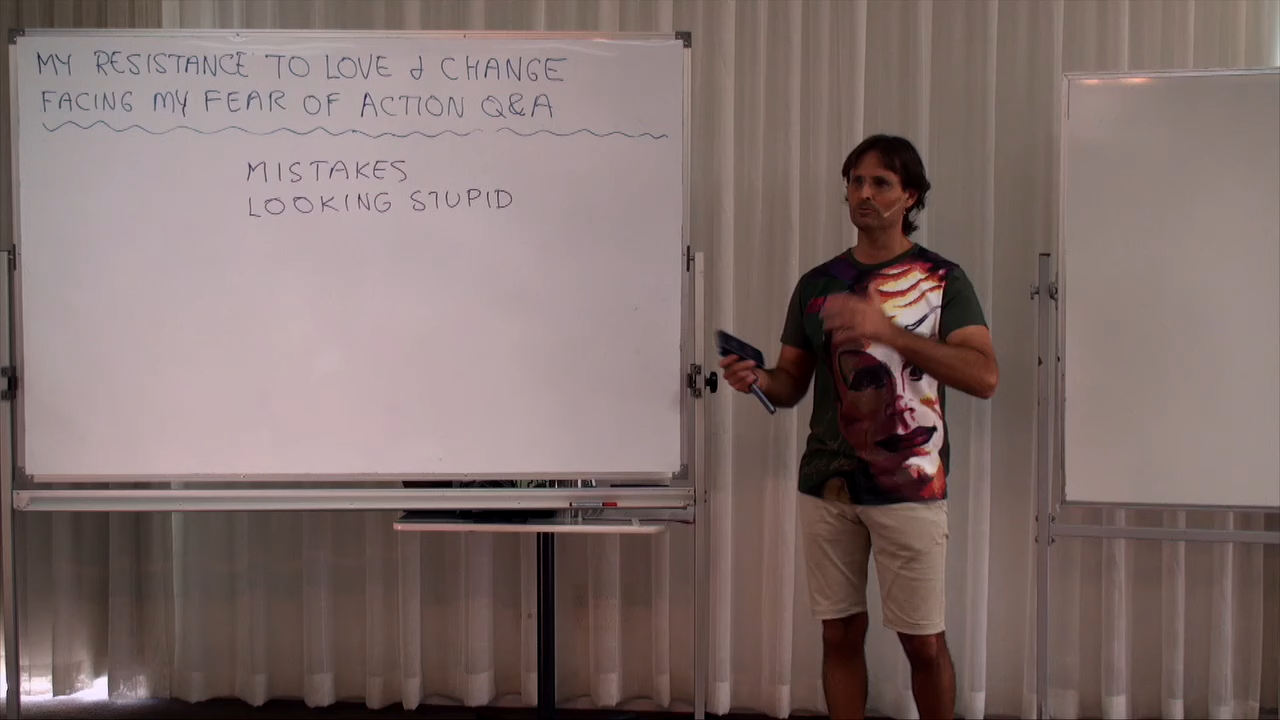 MY RESISTANCE TO LOVE & CHANGE
FACING MY FEAR OF ACTION Q&A
MISTAKES
LOOKING STUPID